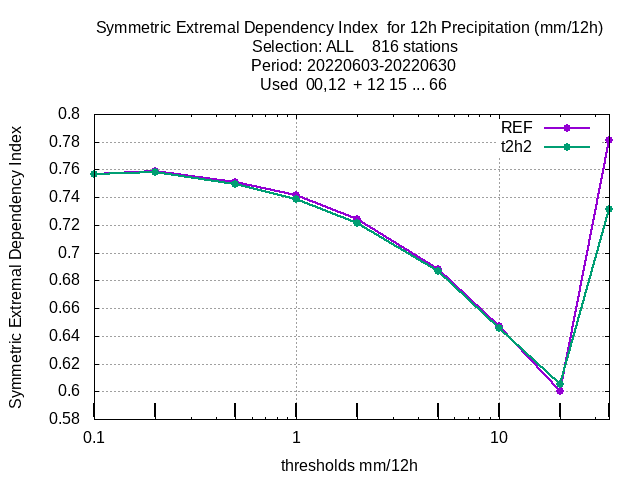 Symmetric Extremal Dependency Index  for 12h Precipitation (mm/12h)
Selection: ALL    816 stations
Period: 20220603-20220630
Used  00,12  + 12 15 ... 66
REF
t2h2
Symmetric Extremal Dependency Index
0.8
0.78
0.76
0.74
0.72
0.7
0.68
0.66
0.64
0.62
0.6
0.58
0.1
1
10
thresholds mm/12h